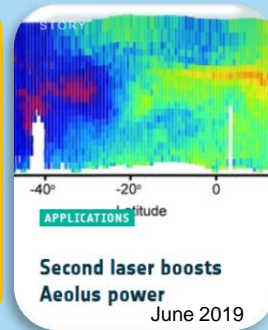 STORY
-40° -20° 0
APPLICATIONS
Latitude
Second laser boosts
Aeolus power
June 2019